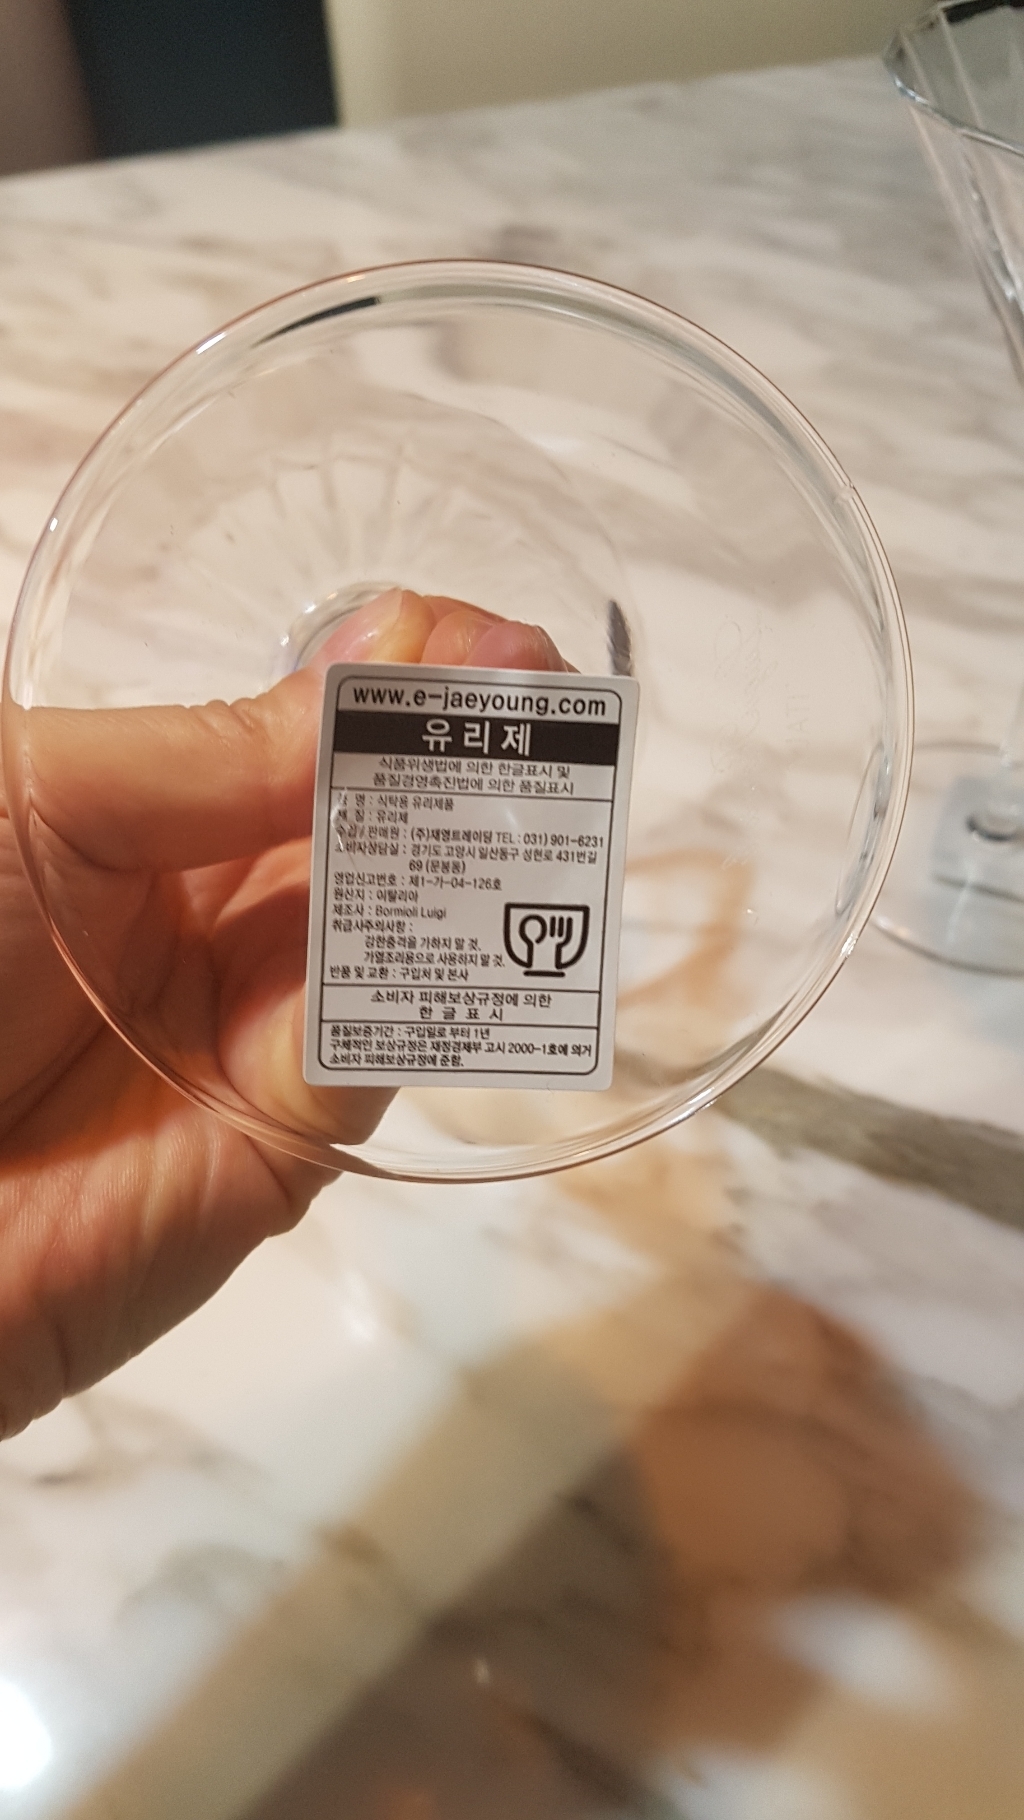 www.e-jaeyoung.com
유리제
식품위생법에 의한 한글표시 및
품질경영촉진법에 의한 품질표시
명 : 식탁용 유리제품
재 질 : 유리제
수입/판매원 : (주)재영트레이딩 TEL : 031) 901-6231
소비자상담실 : 경기도 고양시 일산동구 성현로 431번길
69 (문봉동)
영업신고번호 : 제1-가-04-126호
원산지 : 이탈리아
제조사 : Bormioli Luigi
취급시주의사항 :
강한충격을 가하지 말 것.
가열조리용으로 사용하지 말 것.
반품 및 교환 : 구입처 및 본사
소비자 피해보상규정에 의한
한 글 표 시
품질보증기간 : 구입일로 부터 1년
구체적인 보상규정은 재정경제부 고시 2000-1호에 의거
소비자 피해보상규정에 준함.